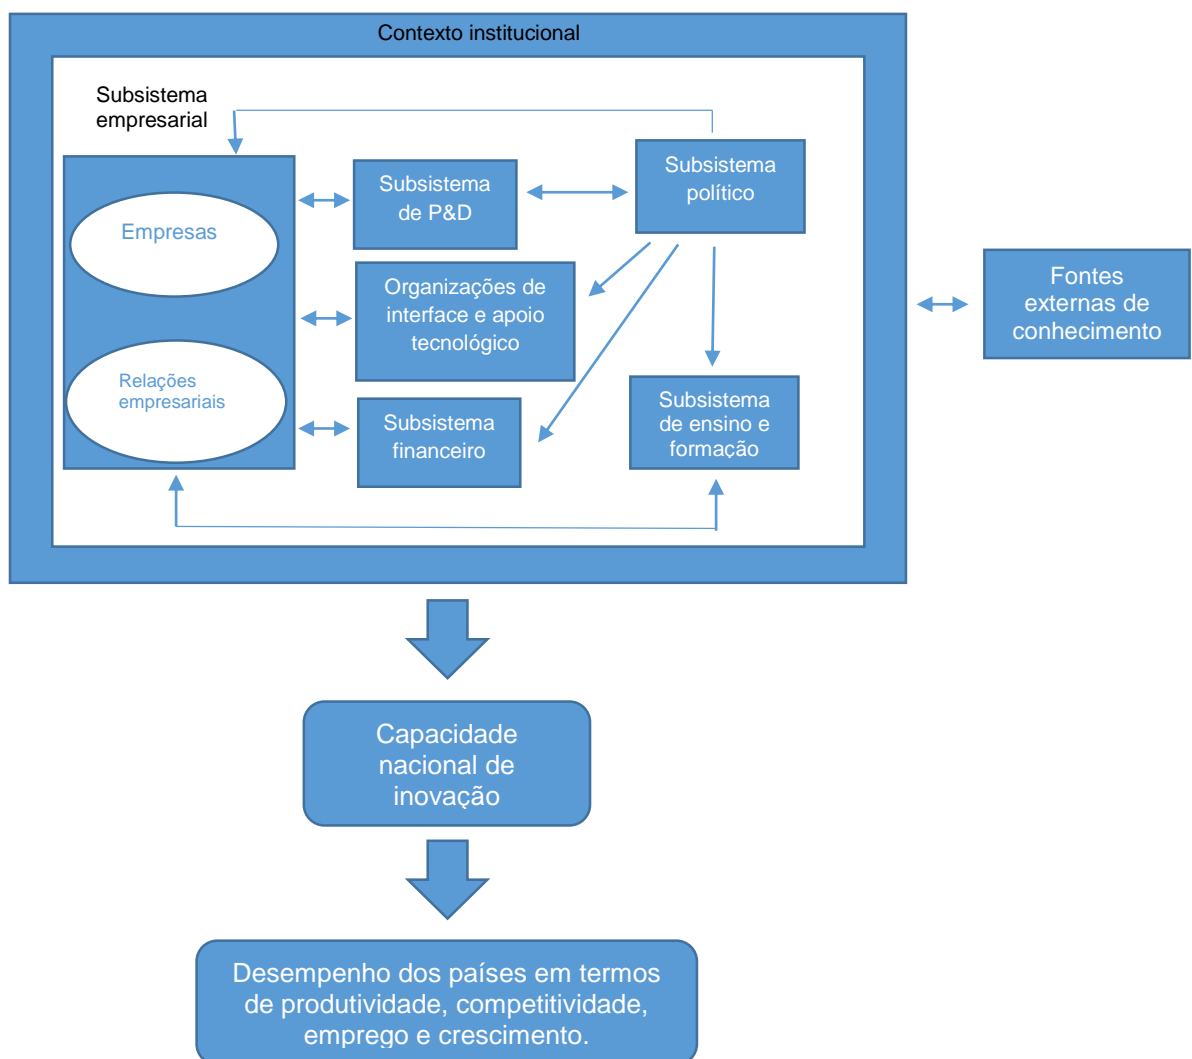 Contexto institucional
Subsistema
empresarial
Empresas
Relações
empresariais
Subsistema
de P&D
Organizações de
interface e apoio
tecnológico
Subsistema
financeiro
Subsistema
político
Subsistema
de ensino e
formação
Fontes
externas de
conhecimento
Capacidade
nacional de
inovação
Desempenho dos países em termos
de produtividade, competitividade,
emprego e crescimento.